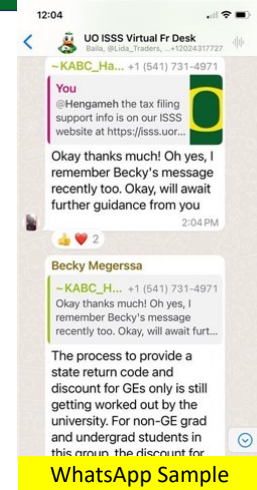 12:04
UO ISSS Virtual Fr Desk
Baila, @Lida_Traders, ...+12024317727
~KABC_Ha... +1 (541) 731-4971
You
@Hengameh the tax filing
support info is on our ISSS
website at https://isss.uor...
Okay thanks much! Oh yes, I
remember Becky's message
recently too. Okay, will await
further guidance from you
2:04 PM
👍 ❤️ 2
Becky Megerssa
~KABC_H... +1 (541) 731-4971
Okay thanks much! Oh yes, I
remember Becky's message
recently too. Okay, will await furt...
The process to provide a
state return code and
discount for GEs only is still
getting worked out by the
university. For non-GE grad
and undergrad students in
this group, the discount for
WhatsApp Sample